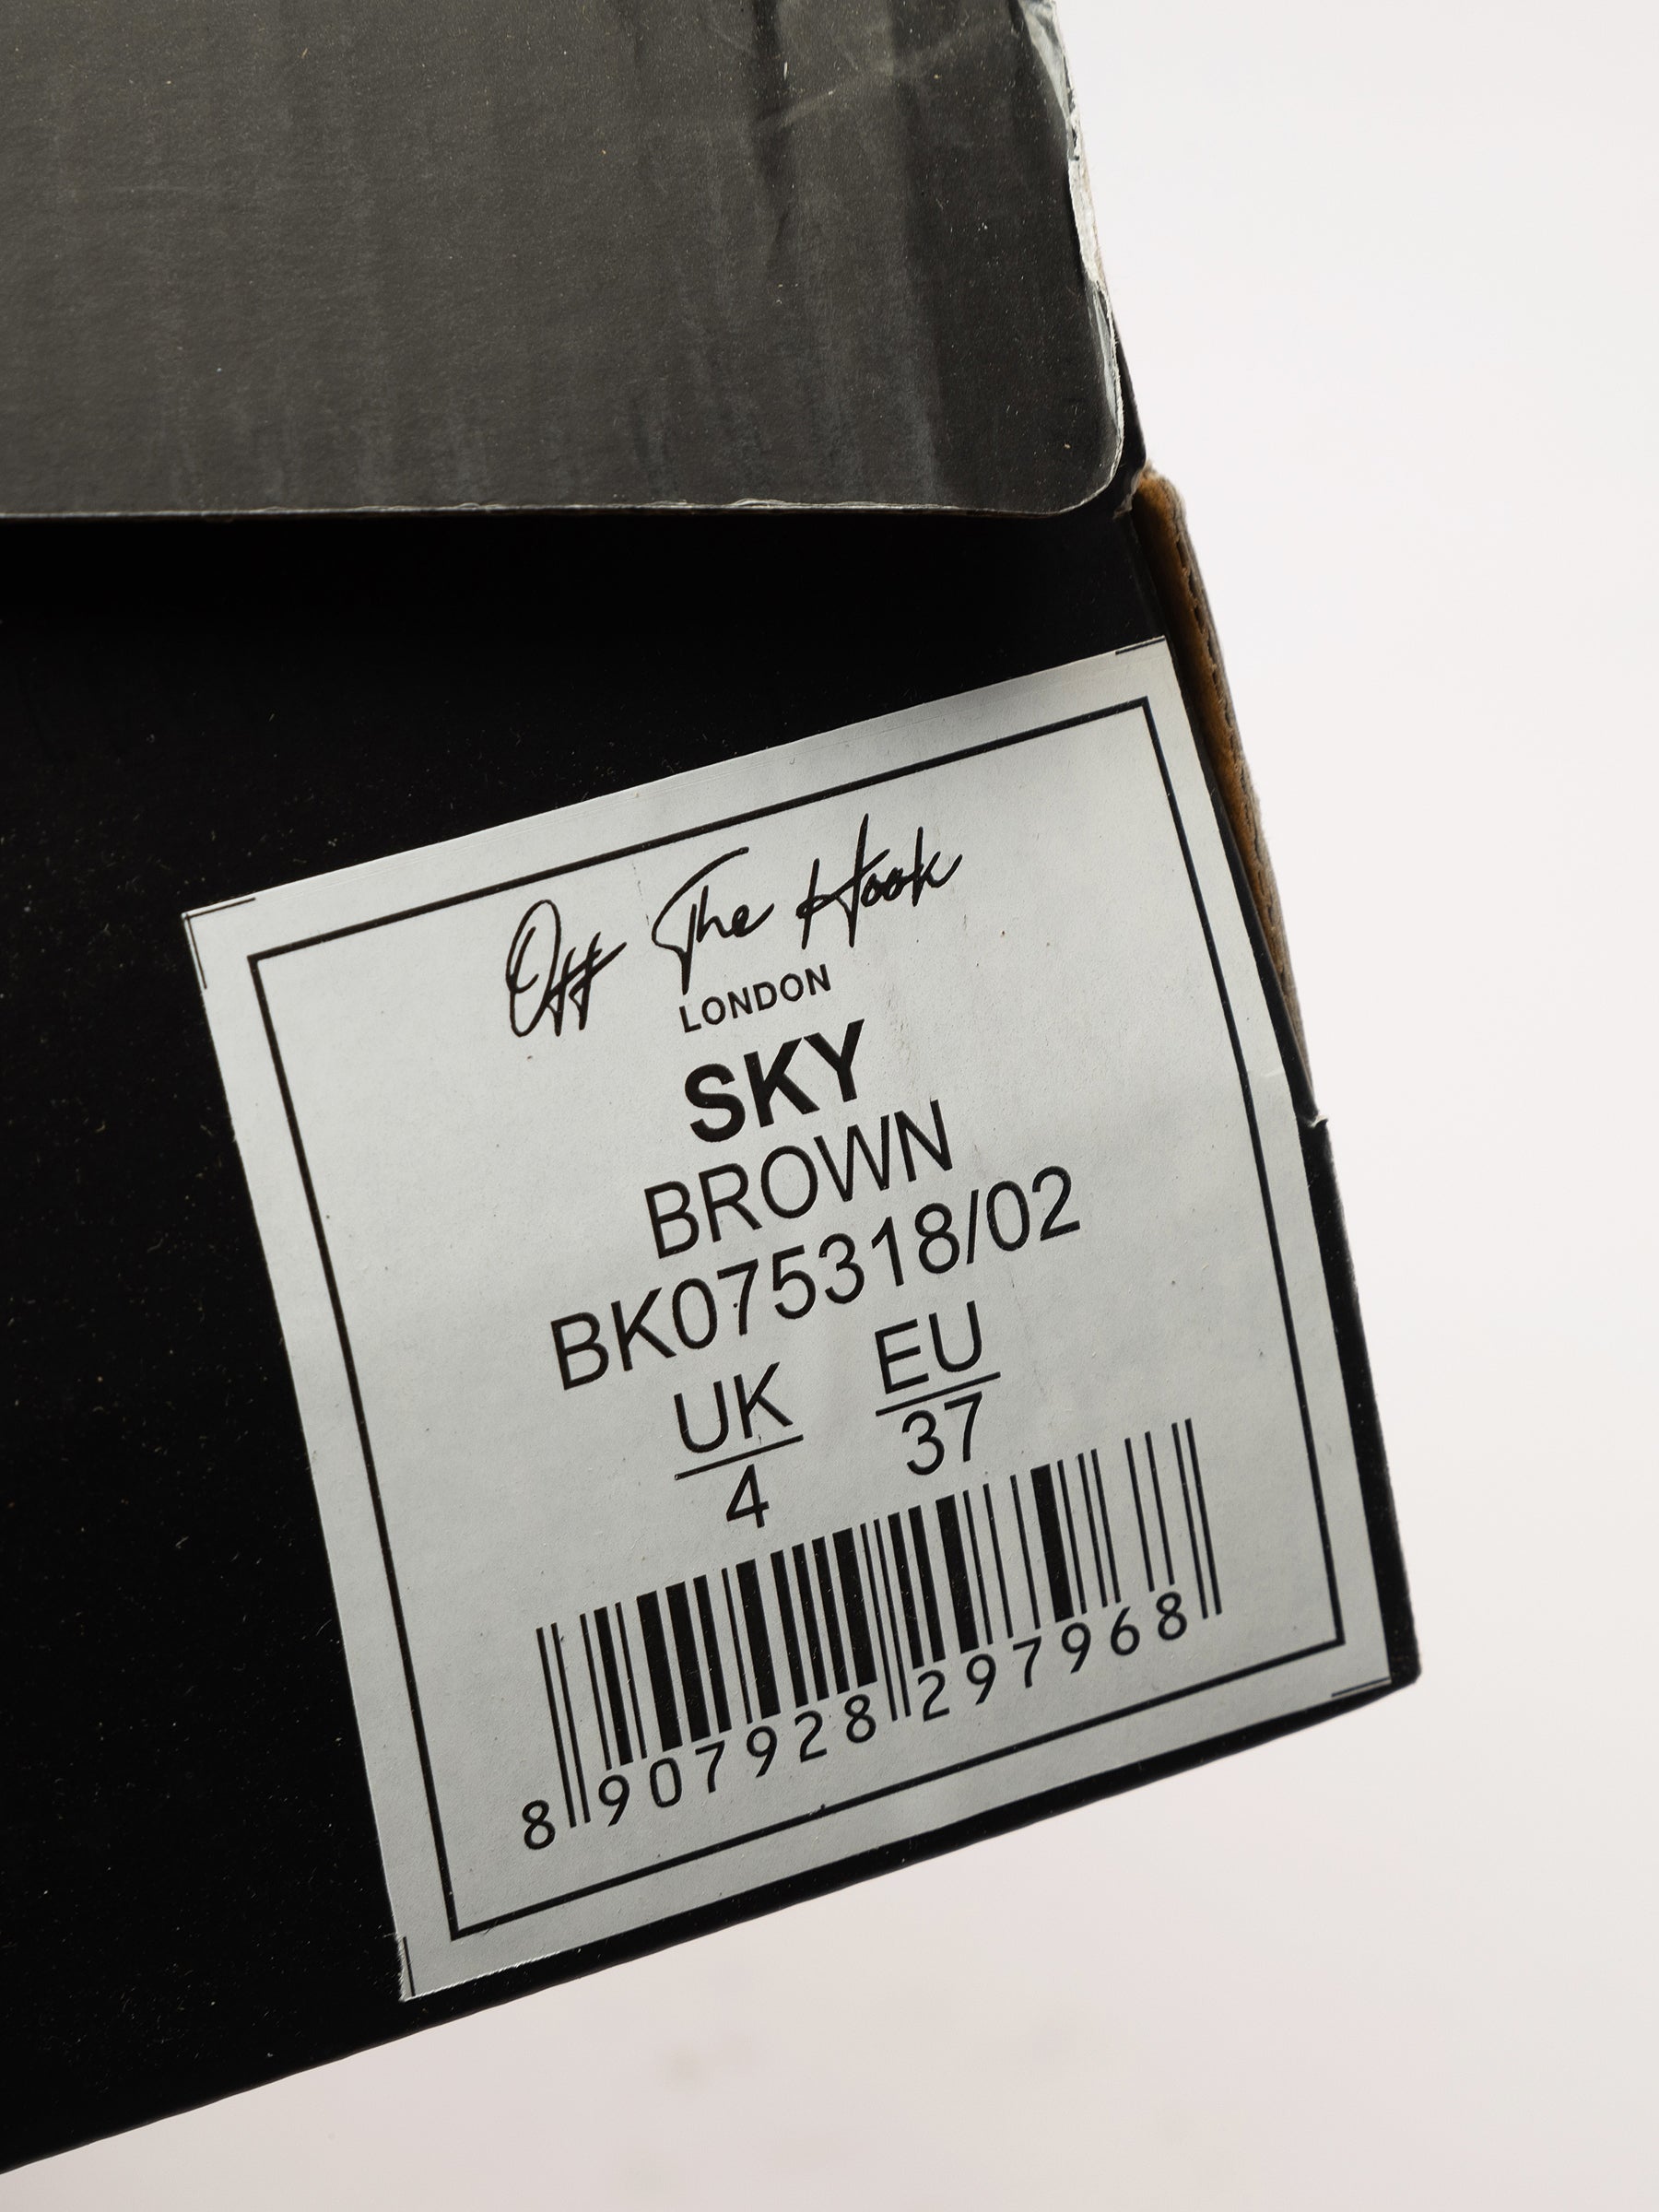 Off The Hook
LONDON
SKY
BROWN
BK075318/02
UK EU
4 37
8 907928 297968